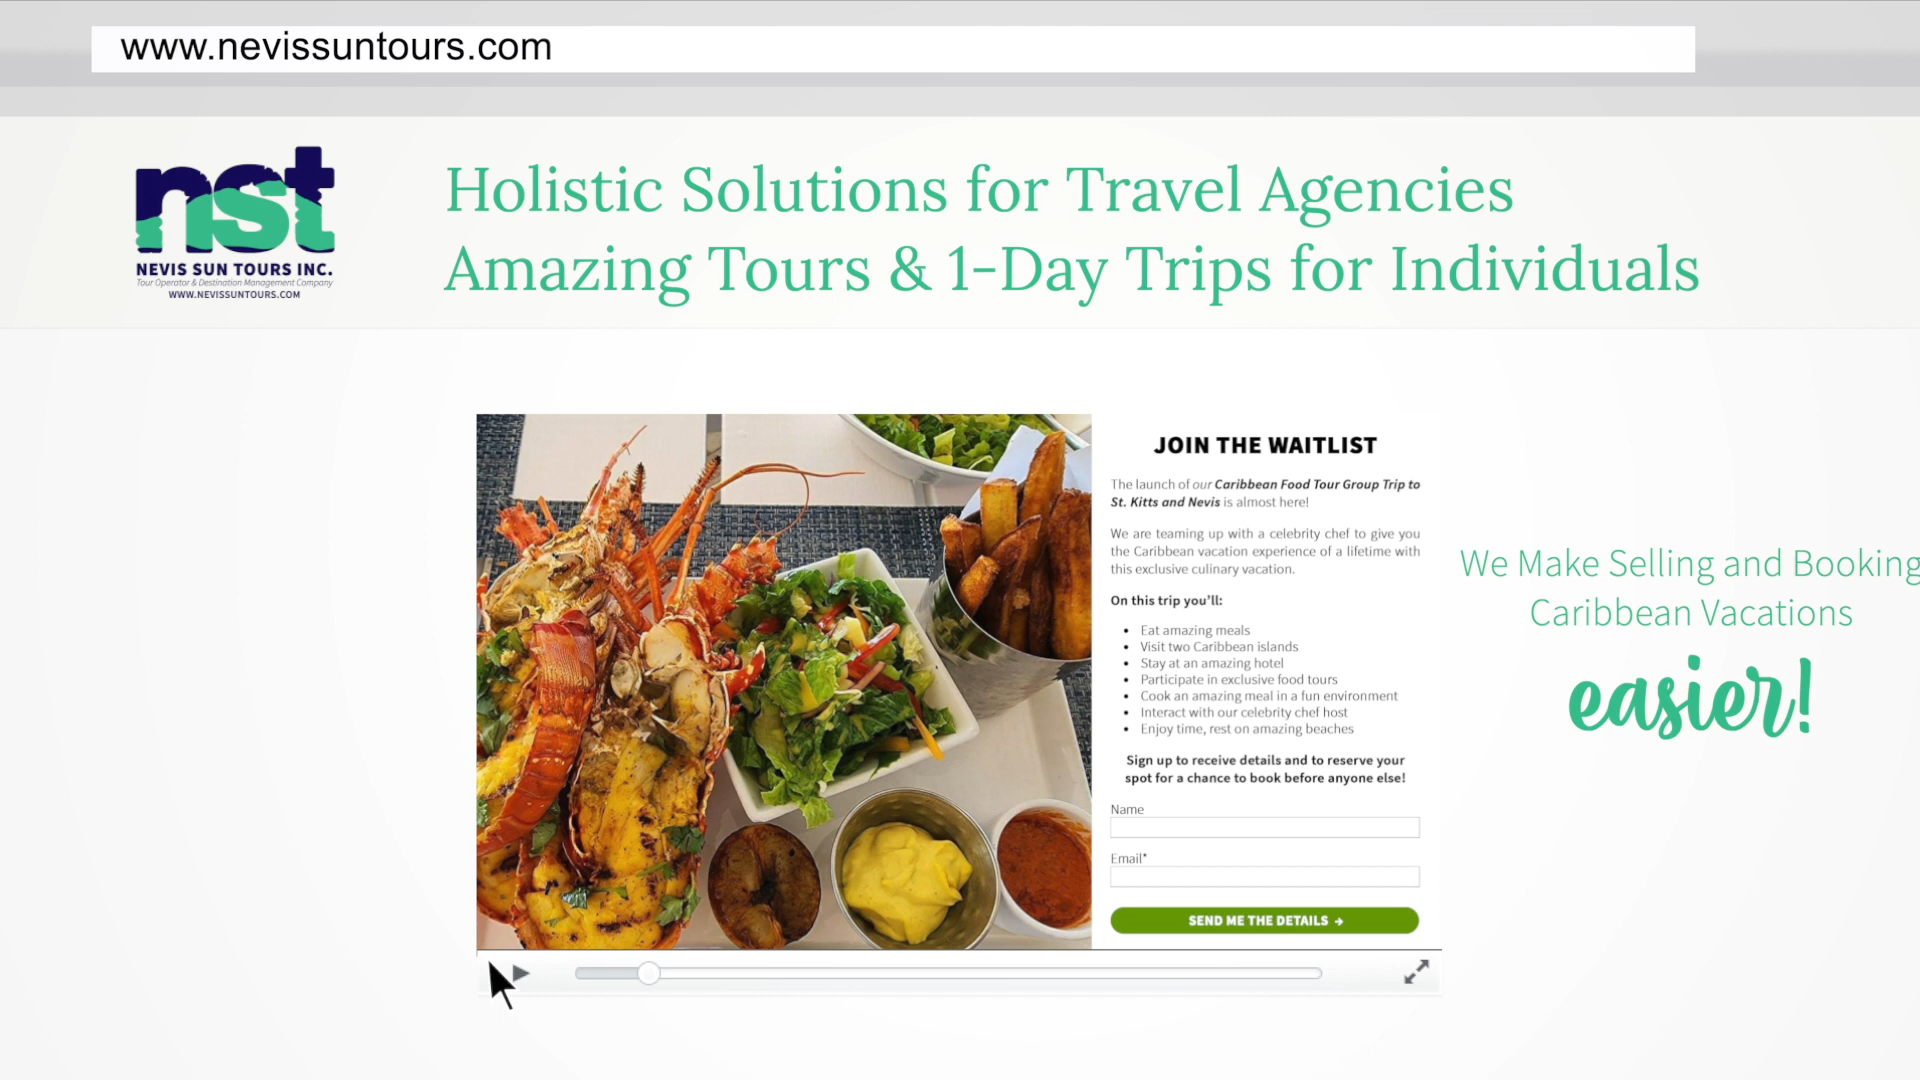 www.nevissuntours.com
nst
NEVIS SUN TOURS INC.
Tour Operator & Destination Management Company
WWW.NEVISSUNTOURS.COM
Holistic Solutions for Travel Agencies
Amazing Tours & 1-Day Trips for Individuals
JOIN THE WAITLIST
The launch of our Caribbean Food Tour Group Trip to
St. Kitts and Nevis is almost here!
We are teaming up with a celebrity chef to give you
the Caribbean vacation experience of a lifetime with
this exclusive culinary vacation.
On this trip you'll:
• Eat amazing meals
• Visit two Caribbean islands
• Stay at an amazing hotel
• Participate in exclusive food tours
• Cook an amazing meal in a fun environment
• Interact with our celebrity chef host
• Enjoy time, rest on amazing beaches
Sign up to receive details and to reserve your
spot for a chance to book before anyone else!
Name
Email*
SEND ME THE DETAILS →
We Make Selling and Booking
Caribbean Vacations
easier!